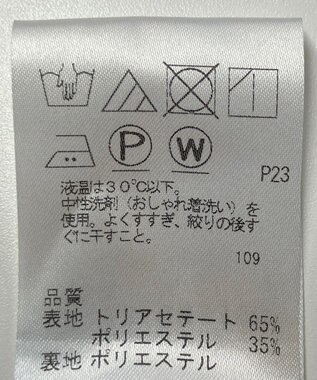 P W
P23
液温は30℃以下。
中性洗剤(おしゃれ着洗い)を
使用。よくすすぎ、絞りの後す
ぐに干すこと。
109
品質
表地 トリアセテート 65%
ポリエステル 35%
裏地 ポリエステル